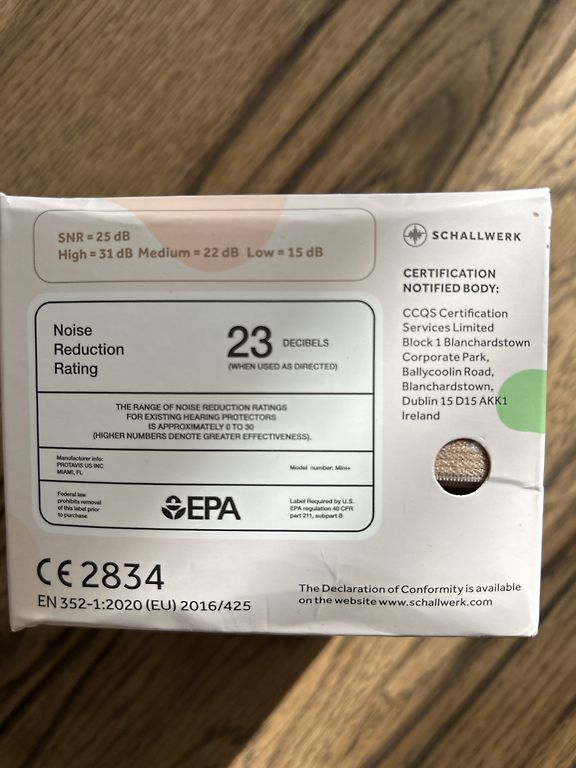 SNR = 25 dB
High = 31 dB Medium = 22 dB Low = 15 dB
Noise
Reduction
Rating
23 DECIBELS
(WHEN USED AS DIRECTED)
THE RANGE OF NOISE REDUCTION RATINGS
FOR EXISTING HEARING PROTECTORS
IS APPROXIMATELY 0 TO 30
(HIGHER NUMBERS DENOTE GREATER EFFECTIVENESS).
Manufacturer info:
PROTAVIS US INC
MIAMI, FL
Model number: Mini+
Federal law
prohibits removal
of this label prior
to purchase
EPA
Label Required by U.S.
EPA regulation 40 CFR
part 211, subpart B
CE 2834
EN 352-1:2020 (EU) 2016/425
SCHALLWERK
CERTIFICATION
NOTIFIED BODY:
CCQS Certification
Services Limited
Block 1 Blanchardstown
Corporate Park,
Ballycoolin Road,
Blanchardstown,
Dublin 15 D15 AKK1
Ireland
The Declaration of Conformity is available
on the website www.schallwerk.com